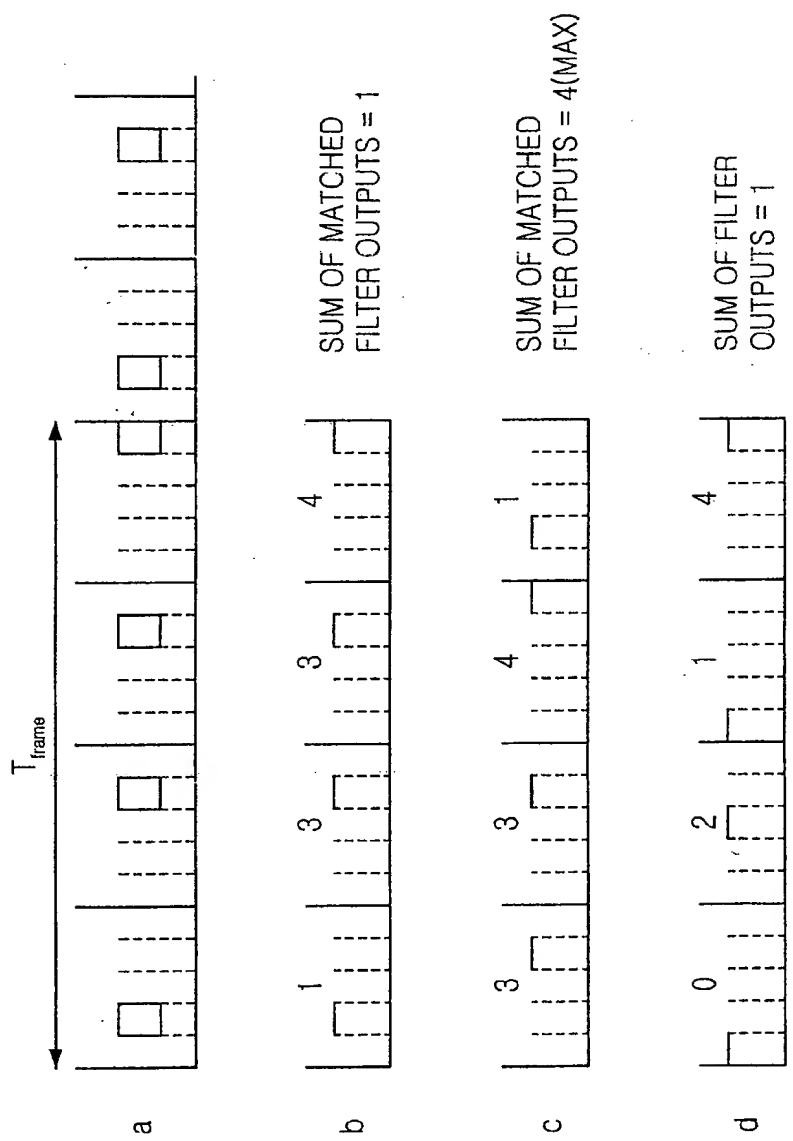 T frame
a
b
1
3
3
4
SUM OF MATCHED
FILTER OUTPUTS = 1
c
3
3
4
1
SUM OF MATCHED
FILTER OUTPUTS = 4(MAX)
d
0
2
1
4
SUM OF FILTER
OUTPUTS = 1